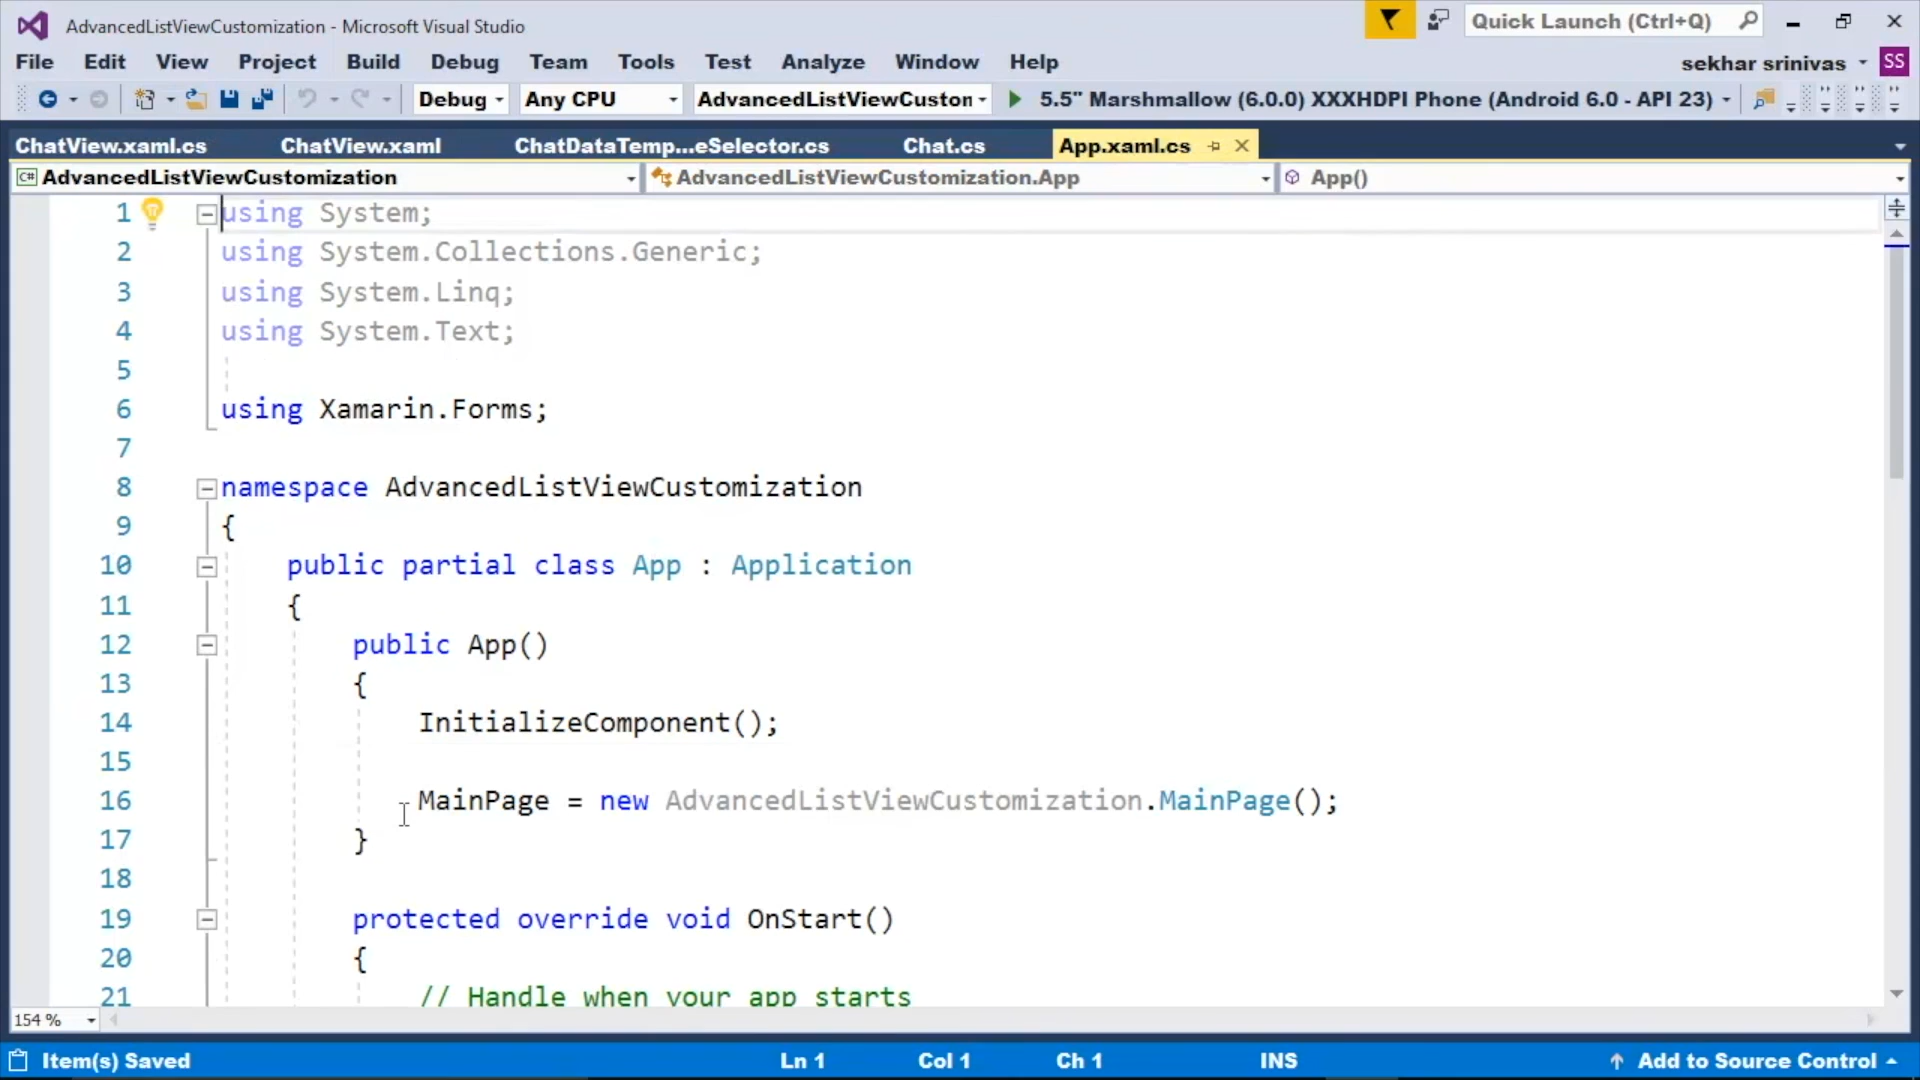 AdvancedListViewCustomization - Microsoft Visual Studio
Quick Launch (Ctrl+Q)
File Edit View Project Build Debug Team Tools Test Analyze Window Help
sekhar srinivas SS
Debug Any CPU AdvancedListViewCuston 5.5" Marshmallow (6.0.0) XXXHDPI Phone (Android 6.0 - API 23)
ChatView.xaml.cs ChatView.xaml ChatDataTemp...eSelector.cs Chat.cs App.xaml.cs
C# AdvancedListViewCustomization AdvancedListViewCustomization.App App()
1 using System;
2 using System.Collections.Generic;
3 using System.Linq;
4 using System.Text;
5
6 using Xamarin.Forms;
7
8 namespace AdvancedListViewCustomization
9 {
10 public partial class App : Application
11 {
12 public App()
13 {
14 InitializeComponent();
15
16 MainPage = new AdvancedListViewCustomization.MainPage();
17 }
18
19 protected override void OnStart()
20 {
21 // Handle when your app starts
154 %
Item(s) Saved Ln 1 Col 1 Ch 1 INS Add to Source Control